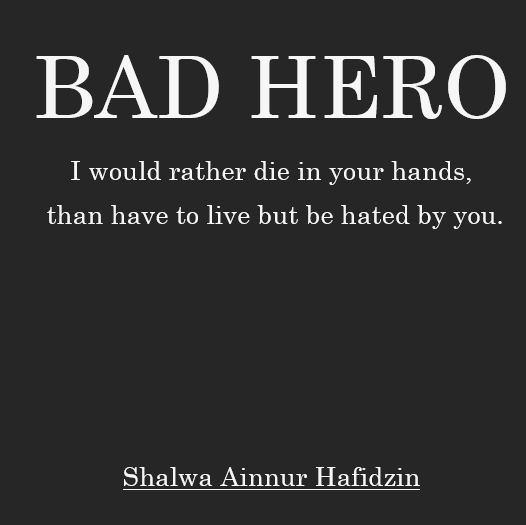 BAD HERO
I would rather die in your hands,
than have to live but be hated by you.
Shalwa Ainnur Hafidzin